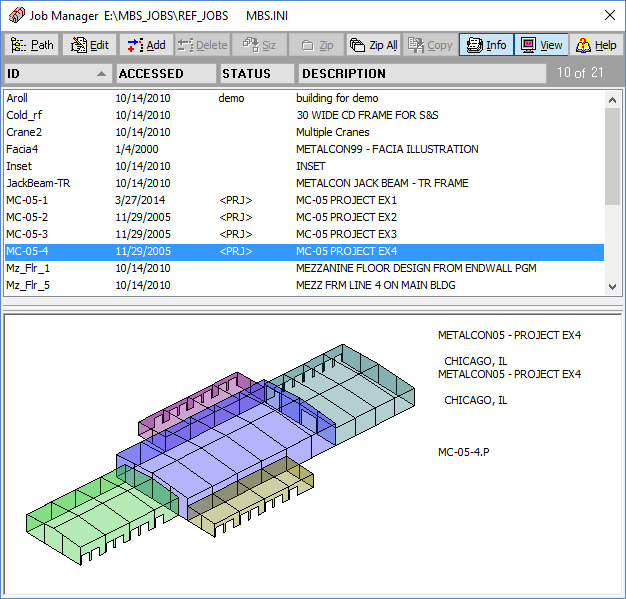 Job Manager E:\MBS_JOBS\REF_JOBS MBS.INI
Path Edit Add Delete Siz Zip Zip All Copy Info View Help
ID ACCESSED STATUS DESCRIPTION 10 of 21
Aroll 10/14/2010 demo building for demo
Cold_rf 10/14/2010 30 WIDE CD FRAME FOR S&S
Crane2 10/14/2010 Multiple Cranes
Facia4 1/4/2000 METALCON99 - FACIA ILLUSTRATION
Inset 10/14/2010 INSET
JackBeam-TR 10/14/2010 METALCON JACK BEAM - TR FRAME
MC-05-1 3/27/2014 <PRJ> MC-05 PROJECT EX1
MC-05-2 11/29/2005 <PRJ> MC-05 PROJECT EX2
MC-05-3 11/29/2005 <PRJ> MC-05 PROJECT EX3
MC-05-4 11/29/2005 <PRJ> MC-05 PROJECT EX4
Mz_Flr_1 10/14/2010 MEZZANINE FLOOR DESIGN FROM ENDWALL PGM
Mz_Flr_5 10/14/2010 MEZZ FRM LINE 4 ON MAIN BLDG
METALCON05 - PROJECT EX4
CHICAGO, IL
METALCON05 - PROJECT EX4
CHICAGO, IL
MC-05-4.P